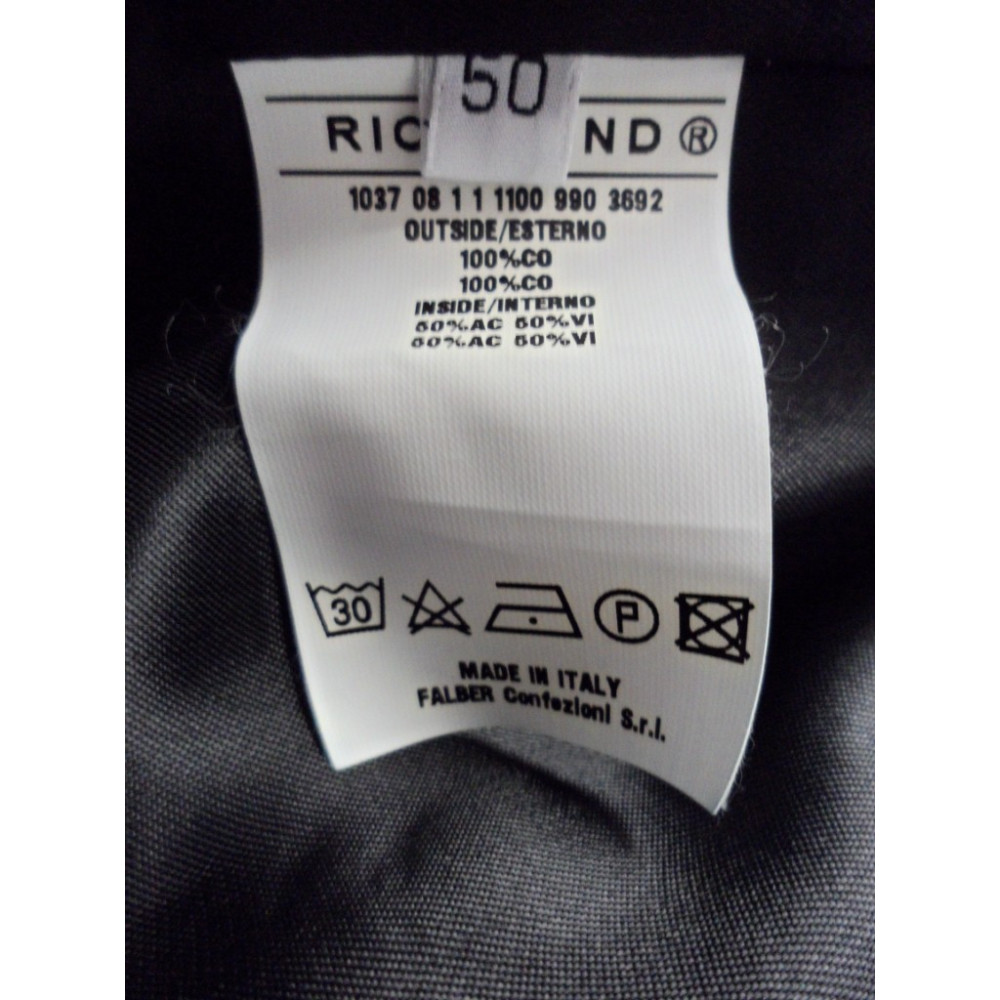 50
RIC ND®
1037 08 1 1 1100 990 3692
OUTSIDE/ESTERNO
100%CO
100%CO
INSIDE/INTERNO
50%AC 50%VI
50%AC 50%VI
30 P
MADE IN ITALY
FALBER Confezioni S.r.l.